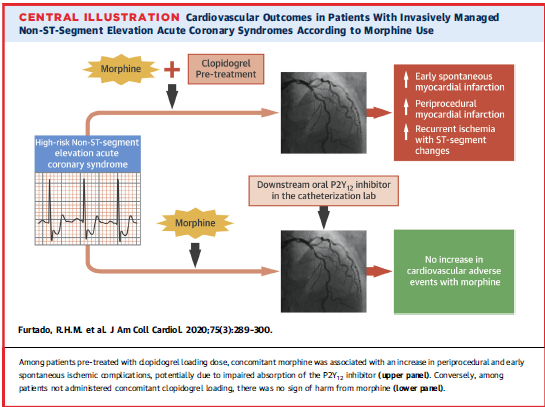 CENTRAL ILLUSTRATION Cardiovascular Outcomes in Patients With Invasively Managed
Non-ST-Segment Elevation Acute Coronary Syndromes According to Morphine Use
Morphine
+
Clopidogrel
Pre-treatment
Early spontaneous
myocardial infarction
Periprocedural
myocardial infarction
Recurrent ischemia
with ST-segment
changes
High-risk Non-ST-segment
elevation acute
coronary syndrome
Downstream oral P2Y12 inhibitor
in the catheterization lab
Morphine
No increase in
cardiovascular adverse
events with morphine
Furtado, R.H.M. et al. J Am Coll Cardiol. 2020;75(3):289–300.
Among patients pre-treated with clopidogrel loading dose, concomitant morphine was associated with an increase in periprocedural and early
spontaneous ischemic complications, potentially due to impaired absorption of the P2Y12 inhibitor (upper panel). Conversely, among
patients not administered concomitant clopidogrel loading, there was no sign of harm from morphine (lower panel).